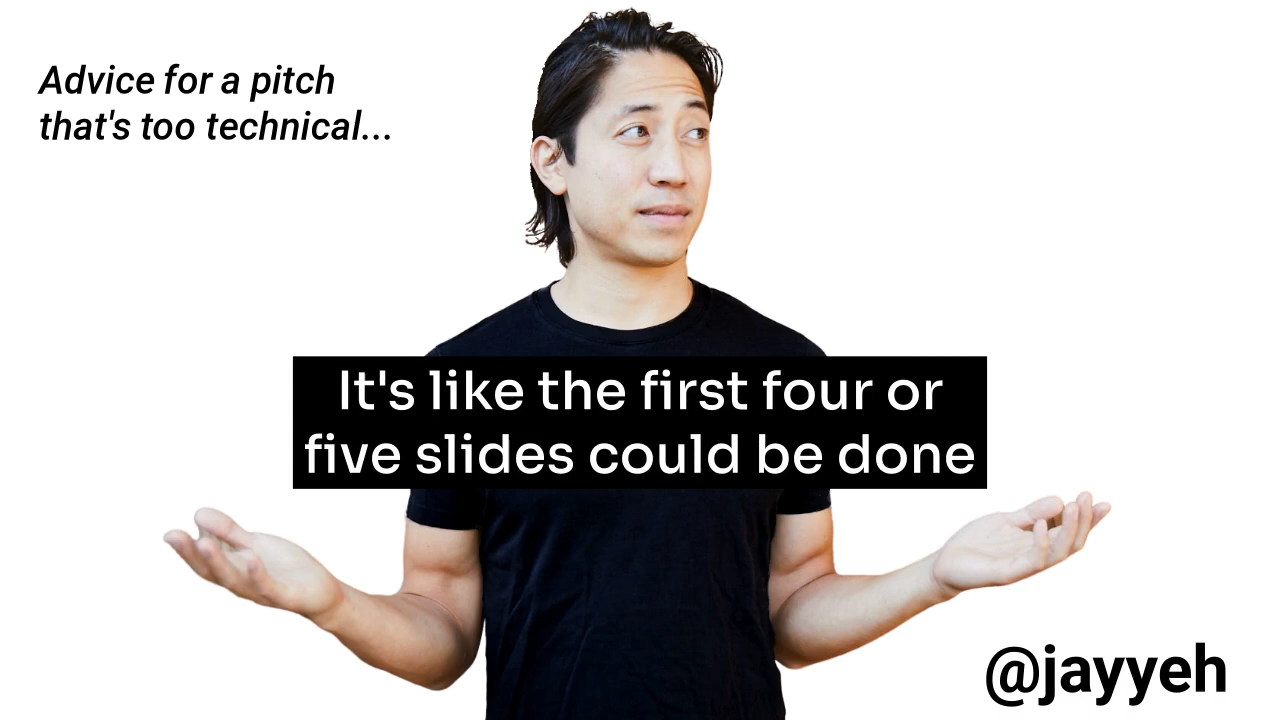 Advice for a pitch
that's too technical...
It's like the first four or
five slides could be done
@jayyeh